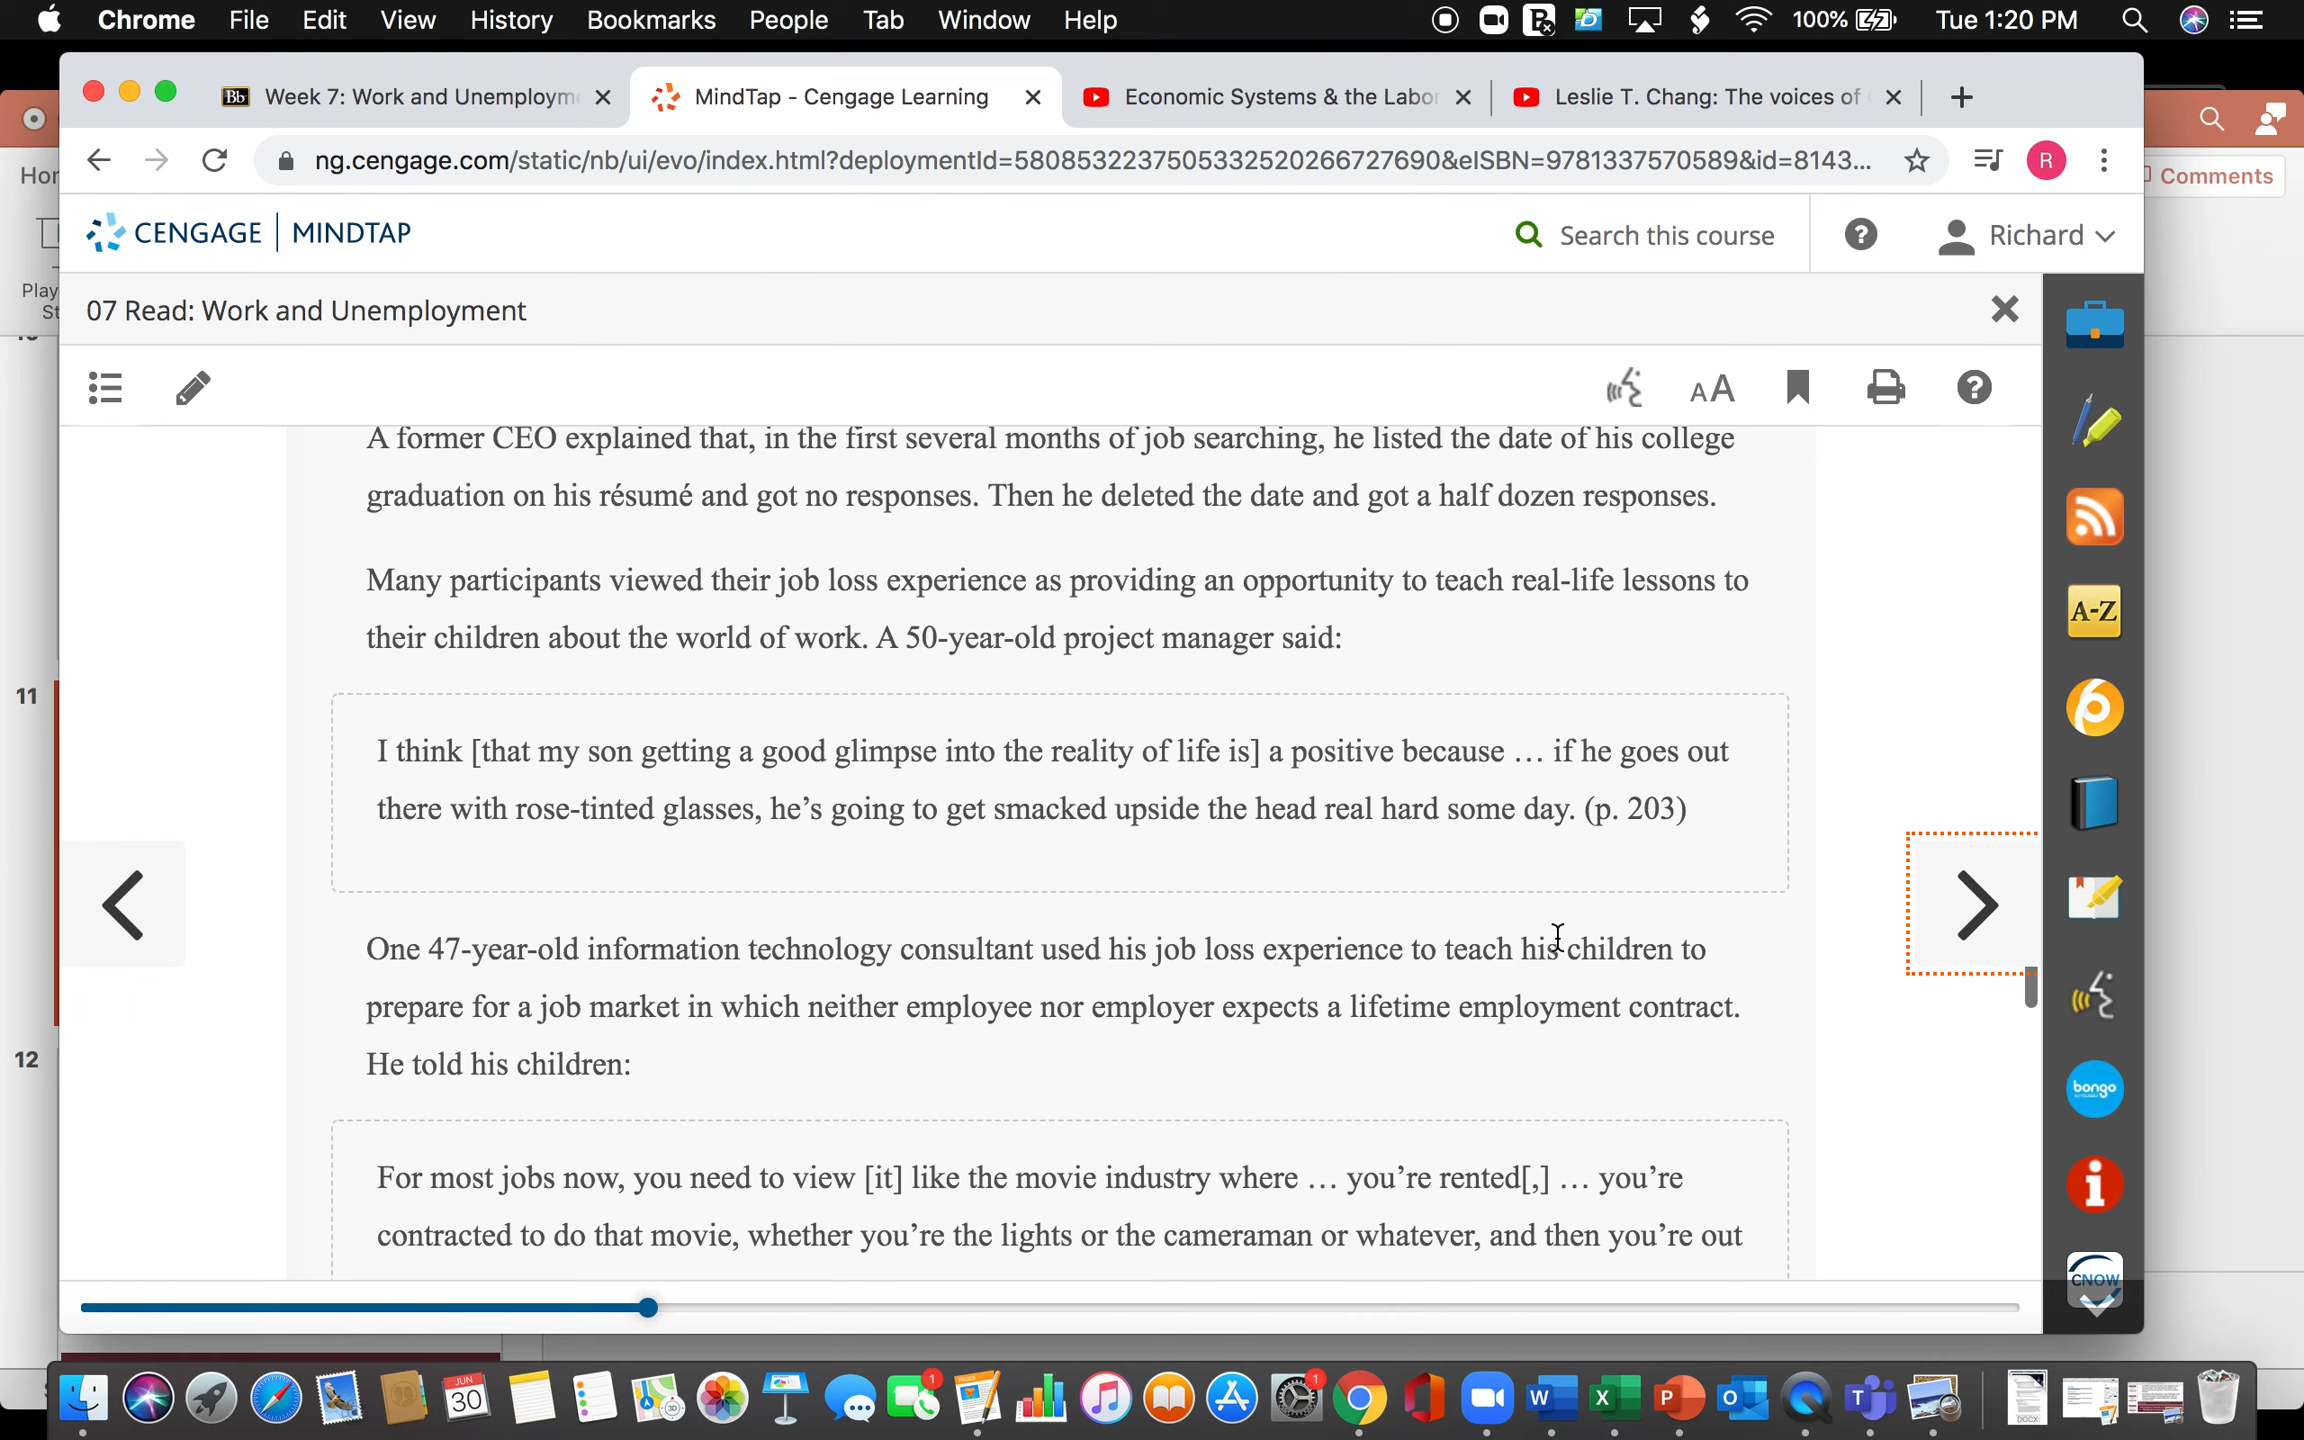 Chrome File Edit View History Bookmarks People Tab Window Help 100% Tue 1:20 PM
Bb Week 7: Work and Unemploym
MindTap - Cengage Learning
Economic Systems & the Labo
Leslie T. Chang: The voices of
ng.cengage.com/static/nb/ui/evo/index.html?deploymentId=5808532237505332520266727690&eISBN=9781337570589&id=8143...
R
Comments
CENGAGE | MINDTAP
Search this course
Richard
Play
07 Read: Work and Unemployment
AA
A former CEO explained that, in the first several months of job searching, he listed the date of his college
graduation on his résumé and got no responses. Then he deleted the date and got a half dozen responses.
Many participants viewed their job loss experience as providing an opportunity to teach real-life lessons to
their children about the world of work. A 50-year-old project manager said:
I think [that my son getting a good glimpse into the reality of life is] a positive because … if he goes out
there with rose-tinted glasses, he’s going to get smacked upside the head real hard some day. (p. 203)
One 47-year-old information technology consultant used his job loss experience to teach his children to
prepare for a job market in which neither employee nor employer expects a lifetime employment contract.
He told his children:
For most jobs now, you need to view [it] like the movie industry where … you’re rented[,] … you’re
contracted to do that movie, whether you’re the lights or the cameraman or whatever, and then you’re out
11
12
A-Z
bongo
CNOW
JUN
30
1
1
W
X
P
O
T
DOCX